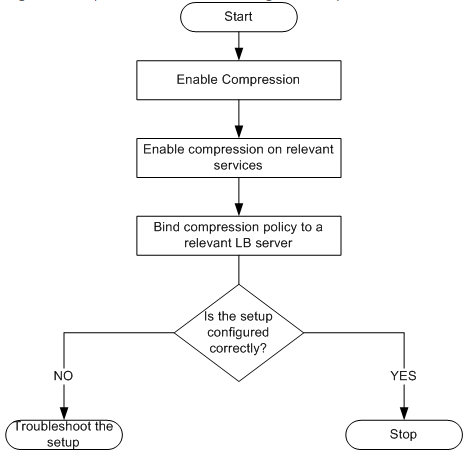 Start
Enable Compression
Enable compression on relevant
services
Bind compression policy to a
relevant LB server
Is the setup
configured
correctly?
NO
YES
Troubleshoot the
setup
Stop